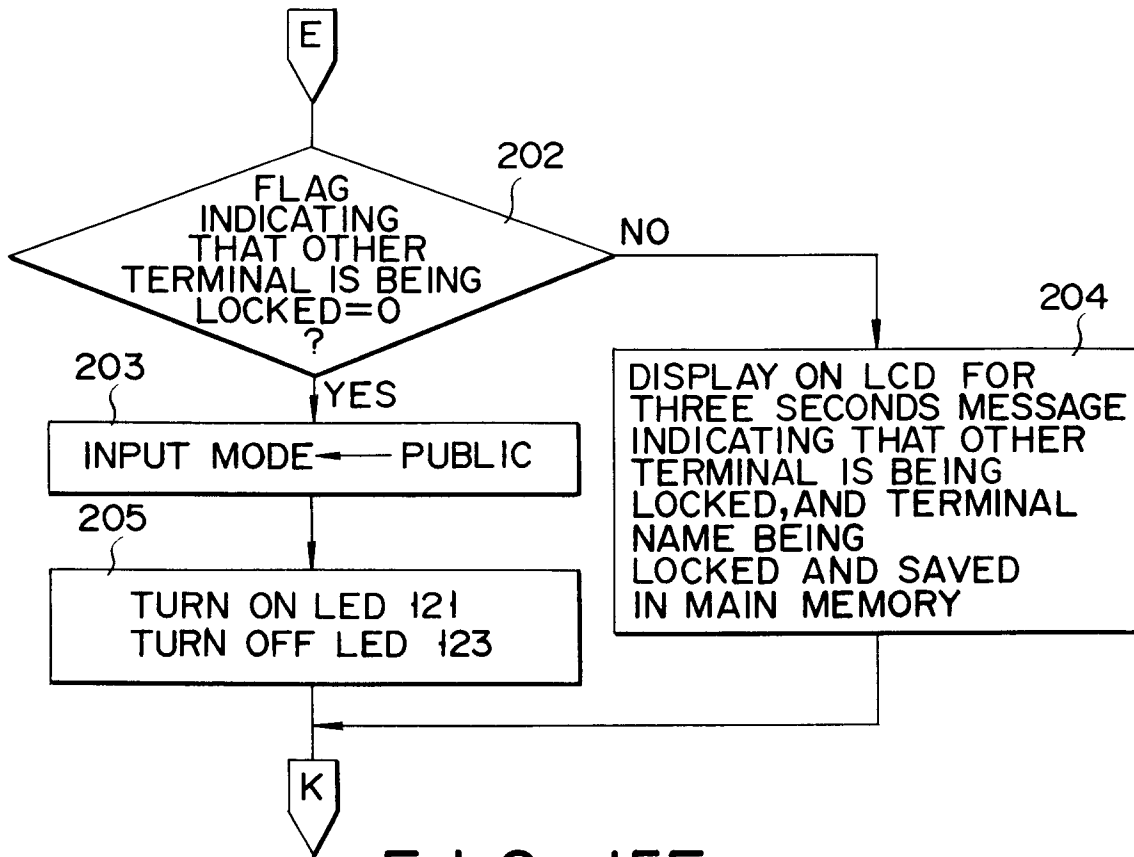 E
202
FLAG
INDICATING
THAT OTHER
TERMINAL IS BEING
LOCKED=0
?
NO
YES
203
INPUT MODE ← PUBLIC
205
TURN ON LED 121
TURN OFF LED 123
204
DISPLAY ON LCD FOR
THREE SECONDS MESSAGE
INDICATING THAT OTHER
TERMINAL IS BEING
LOCKED, AND TERMINAL
NAME BEING
LOCKED AND SAVED
IN MAIN MEMORY
K